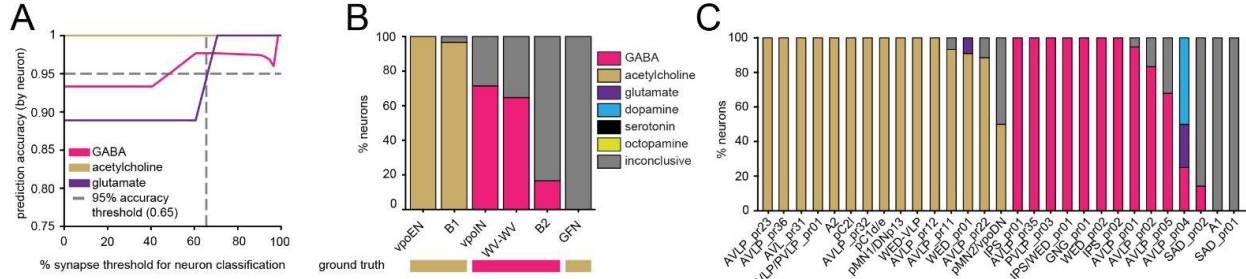 A
prediction accuracy (by neuron)
1
0.95
0.90
0.85
0.80
0.75
GABA
acetylcholine
glutamate
95% accuracy
threshold (0.65)
0 20 40 60 80 100
% synapse threshold for neuron classification
B
% neurons
100
80
60
40
20
0
vpoEN B1 vpoIN WV-WV B2 GFN
ground truth
GABA
acetylcholine
glutamate
dopamine
serotonin
octopamine
inconclusive
C
% neurons
100
80
60
40
20
0
AVLP_pr23
AVLP_pr36
AVL_pr31
AVLP/PVLP_pr01
A2
pC2l
AVLP_pr32
pC1d/e
pMN1/DNp13
WED-VLP
AVLP_pr12
AVLP_pr11
WED_pr01
AVLP_pr22
pMN2/vpoDN
IPS_pr01
AVLP_pr35
PVLP_pr03
IPS/WED_pr01
GNG_pr01
WED_pr02
IPS_pr02
PVLP_pr01
AVLP_pr02
AVLP_pr05
AVLP_pr04
SAD_pr02
A1
SAD_pr01